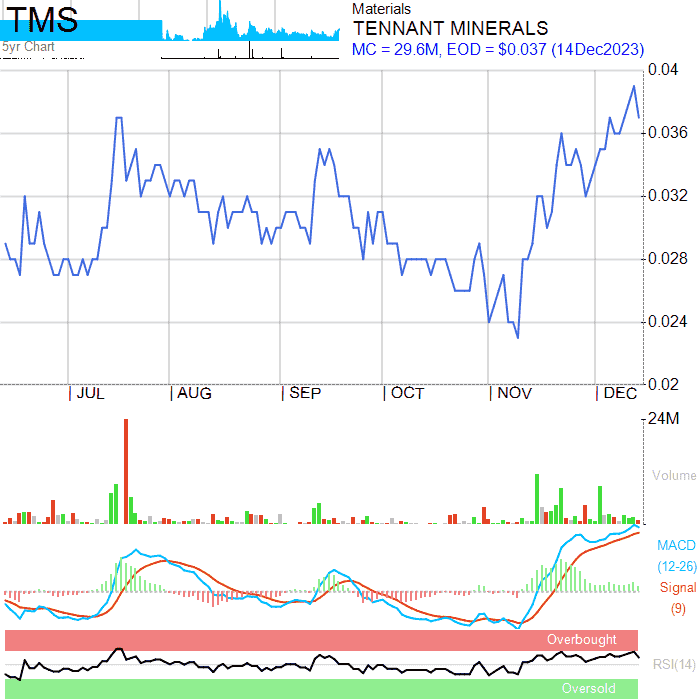 TMS
Materials
TENNANT MINERALS
MC = 29.6M, EOD = $0.037 (14Dec2023)
5yr Chart
0.04
0.036
0.032
0.028
0.024
0.02
JUL AUG SEP OCT NOV DEC
24M
Volume
MACD
(12-26)
Signal
(9)
Overbought
RSI(14)
Oversold